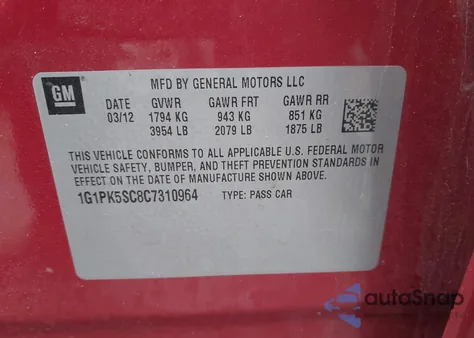 GM
MFD BY GENERAL MOTORS LLC
DATE GVWR GAWR FRT GAWR RR
03/12 1794 KG 943 KG 851 KG
3954 LB 2079 LB 1875 LB
THIS VEHICLE CONFORMS TO ALL APPLICABLE U.S. FEDERAL MOTOR
VEHICLE SAFETY, BUMPER, AND THEFT PREVENTION STANDARDS IN
EFFECT ON THE DATE OF MANUFACTURE SHOWN ABOVE.
1G1PK5SC8C7310964 TYPE: PASS CAR
autoSnap